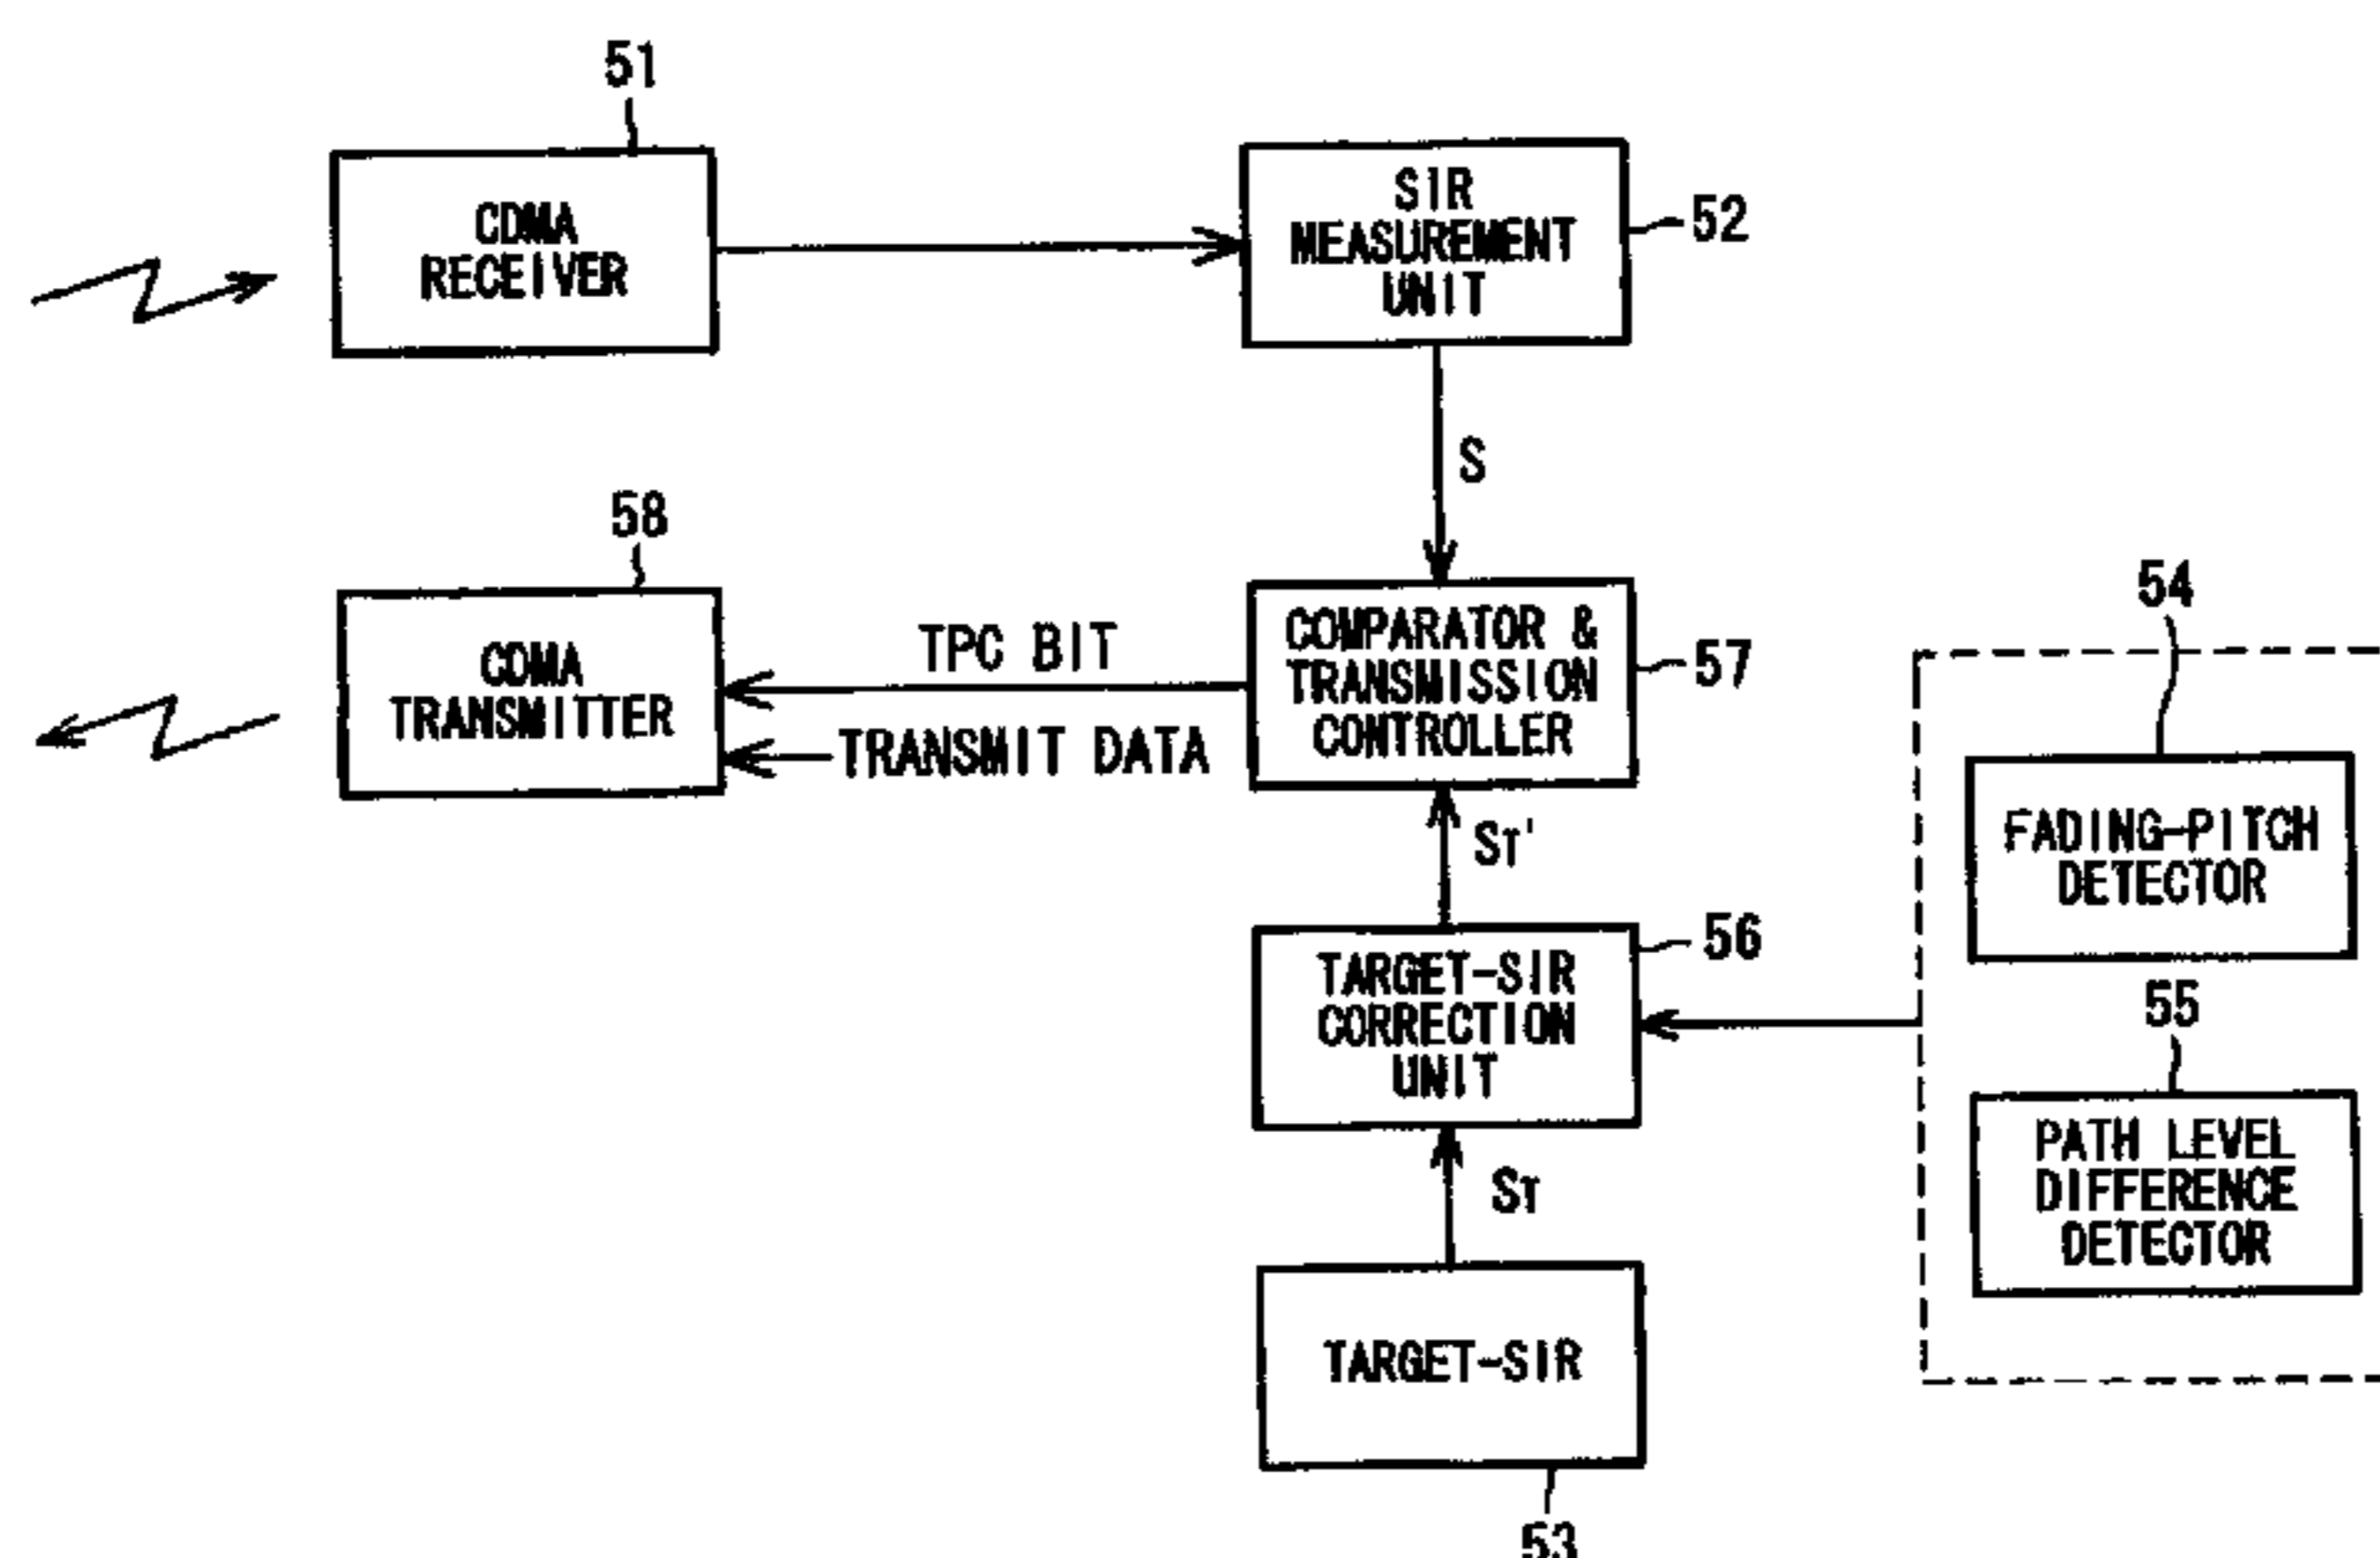 51
CDMA
RECEIVER
SIR
MEASUREMENT
UNIT
52
S
58
CDMA
TRANSMITTER
TPC BIT
TRANSMIT DATA
COMPARATOR &
TRANSMISSION
CONTROLLER
57
54
FADING-PITCH
DETECTOR
ST'
TARGET-SIR
CORRECTION
UNIT
56
55
PATH LEVEL
DIFFERENCE
DETECTOR
ST
TARGET-SIR
53